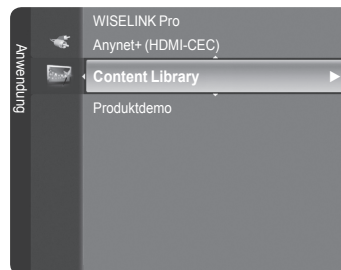 Anwendung
WISELINK Pro
Anynet+ (HDMI-CEC)
Content Library
Produktdemo